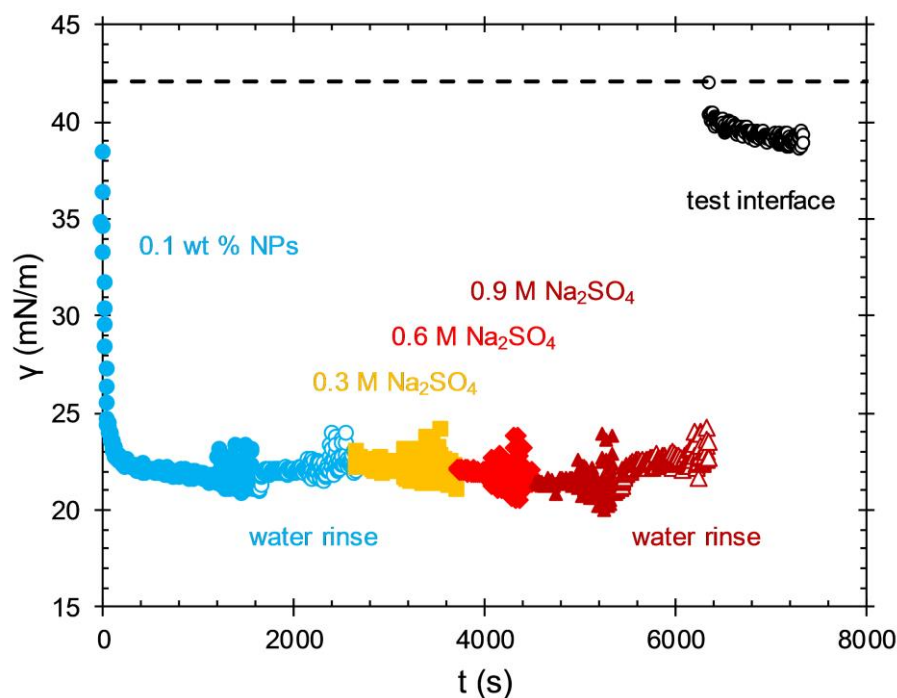 45
40
35
30
25
20
15
γ (mN/m)
test interface
0.1 wt % NPs
0.9 M Na₂SO₄
0.6 M Na₂SO₄
0.3 M Na₂SO₄
water rinse
water rinse
0
2000
4000
6000
8000
t (s)